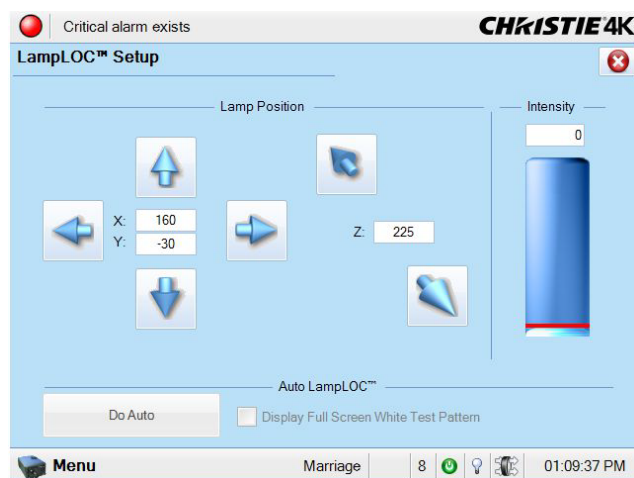 Critical alarm exists
CHRISTIE 4K
LampLOC™ Setup
Lamp Position
Intensity
0
X: 160
Y: -30
Z: 225
Auto LampLOC™
Do Auto
Display Full Screen White Test Pattern
Menu
Marriage
8
01:09:37 PM